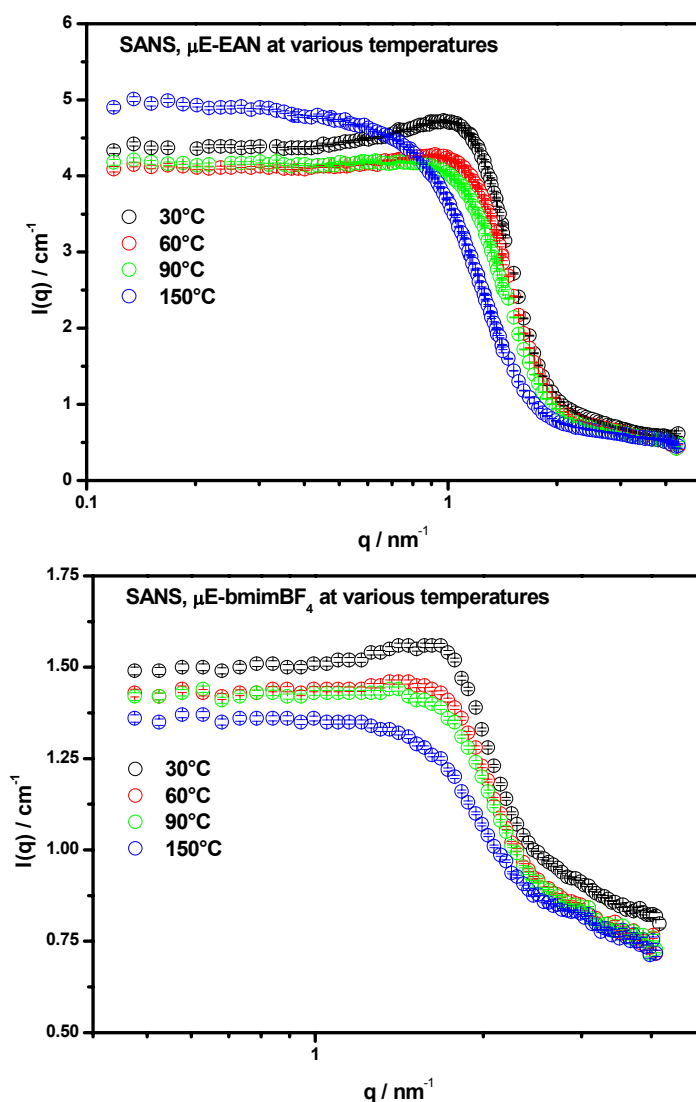 SANS, µE-EAN at various temperatures
6
5
4
3
2
1
0
I(q) / cm⁻¹
30°C
60°C
90°C
150°C
0.1
1
q / nm⁻¹
SANS, µE-bmimBF₄ at various temperatures
1.75
1.50
1.25
1.00
0.75
0.50
I(q) / cm⁻¹
30°C
60°C
90°C
150°C
1
q / nm⁻¹